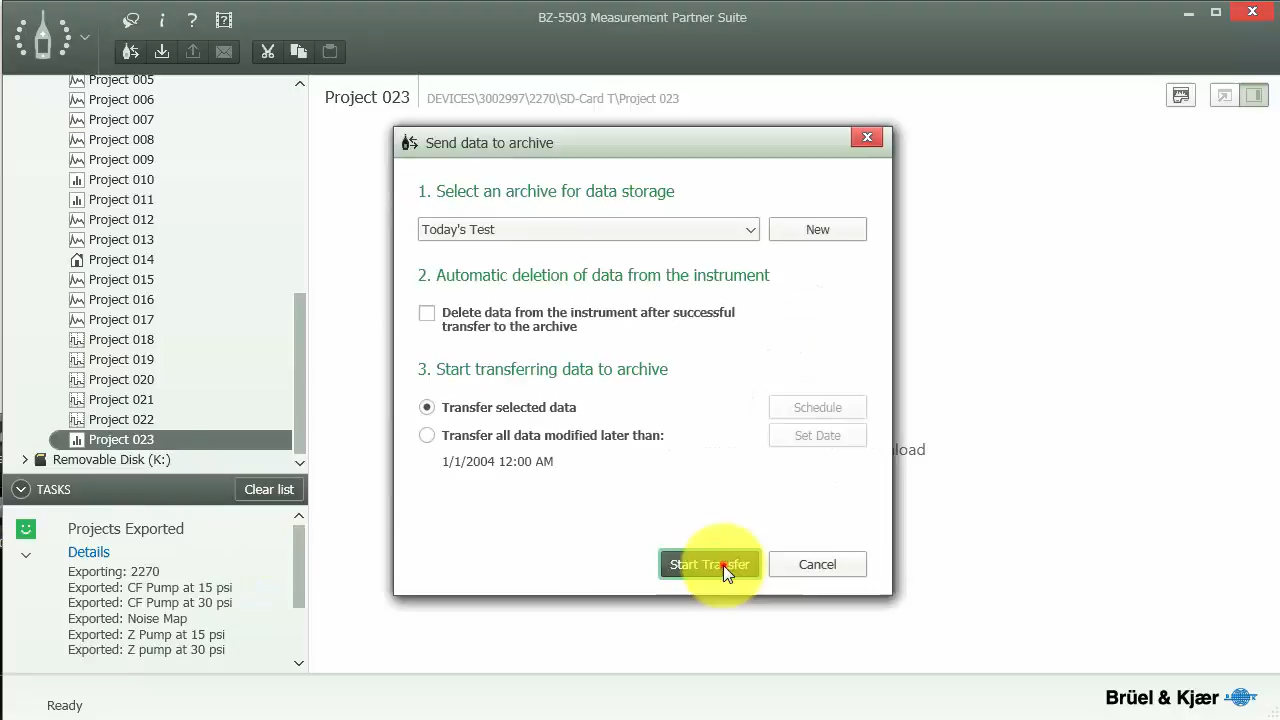 BZ-5503 Measurement Partner Suite
Project 005
Project 006
Project 007
Project 008
Project 009
Project 010
Project 011
Project 012
Project 013
Project 014
Project 015
Project 016
Project 017
Project 018
Project 019
Project 020
Project 021
Project 022
Project 023
Removable Disk (K:)
TASKS
Clear list
Projects Exported
Details
Exporting: 2270
Exported: CF Pump at 15 psi
Exported: CF Pump at 30 psi
Exported: Noise Map
Exported: Z Pump at 15 psi
Exported: Z pump at 30 psi
Project 023
DEVICES\3002997\2270\SD-Card T\Project 023
Send data to archive
1. Select an archive for data storage
Today's Test
New
2. Automatic deletion of data from the instrument
Delete data from the instrument after successful
transfer to the archive
3. Start transferring data to archive
Transfer selected data
Schedule
Transfer all data modified later than:
Set Date
1/1/2004 12:00 AM
Start Transfer
Cancel
Ready
Brüel & Kjær